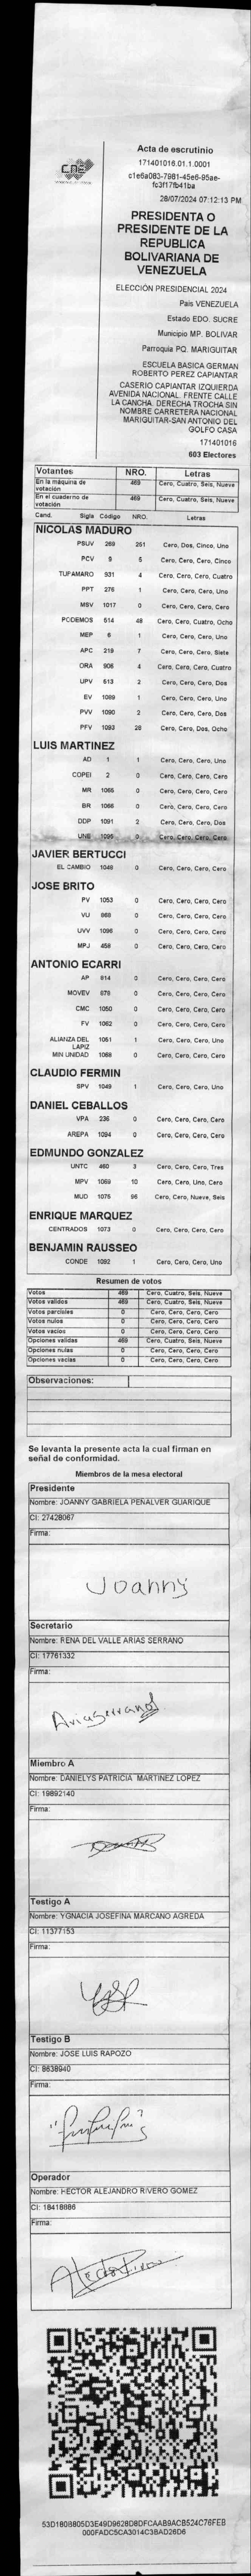 CNE
Acta de escrutinio
171401016.01.1.0001
c1e6a083-7981-45e6-95ae-
fc3f17fb41ba
28/07/2024 07:12:13 PM
PRESIDENTA O
PRESIDENTE DE LA
REPUBLICA
BOLIVARIANA DE
VENEZUELA
ELECCIÓN PRESIDENCIAL 2024
Pais VENEZUELA
Estado EDO. SUCRE
Municipio MP. BOLIVAR
Parroquia PQ. MARIGUITAR
ESCUELA BASICA GERMAN
ROBERTO PEREZ CAPIANTAR
CASERIO CAPIANTAR IZQUIERDA
AVENIDA NACIONAL. FRENTE CALLE
LA CANCHA. DERECHA TROCHA SIN
NOMBRE CARRETERA NACIONAL
MARIGUITAR-SAN ANTONIO DEL
GOLFO CASA
171401016
603 Electores
Votantes NRO. Letras
En la máquina de votación 469 Cero, Cuatro, Seis, Nueve
En el cuaderno de votación 469 Cero, Cuatro, Seis, Nueve
Cand. Sigla Código NRO. Letras
NICOLAS MADURO
PSUV 269 251 Cero, Dos, Cinco, Uno
PCV 9 5 Cero, Cero, Cero, Cinco
TUPAMARO 931 4 Cero, Cero, Cero, Cuatro
PPT 276 1 Cero, Cero, Cero, Uno
MSV 1017 0 Cero, Cero, Cero, Cero
PODEMOS 514 48 Cero, Cero, Cuatro, Ocho
MEP 6 1 Cero, Cero, Cero, Uno
APC 219 7 Cero, Cero, Cero, Siete
ORA 906 4 Cero, Cero, Cero, Cuatro
UPV 613 2 Cero, Cero, Cero, Dos
EV 1089 1 Cero, Cero, Cero, Uno
PVV 1090 2 Cero, Cero, Cero, Dos
PFV 1093 28 Cero, Cero, Dos, Ocho
LUIS MARTINEZ
AD 1 1 Cero, Cero, Cero, Uno
COPEI 2 0 Cero, Cero, Cero, Cero
MR 1065 0 Cero, Cero, Cero, Cero
BR 1066 0 Cero, Cero, Cero, Cero
DDP 1091 2 Cero, Cero, Cero, Dos
UNE 1095 0 Cero, Cero, Cero, Cero
JAVIER BERTUCCI
EL CAMBIO 1046 0 Cero, Cero, Cero, Cero
JOSE BRITO
PV 1053 0 Cero, Cero, Cero, Cero
VU 868 0 Cero, Cero, Cero, Cero
UVV 1096 0 Cero, Cero, Cero, Cero
MPJ 458 0 Cero, Cero, Cero, Cero
ANTONIO ECARRI
AP 814 0 Cero, Cero, Cero, Cero
MOVEV 878 0 Cero, Cero, Cero, Cero
CMC 1050 0 Cero, Cero, Cero, Cero
FV 1062 0 Cero, Cero, Cero, Cero
ALIANZA DEL LAPIZ 1061 1 Cero, Cero, Cero, Uno
MIN UNIDAD 1068 0 Cero, Cero, Cero, Cero
CLAUDIO FERMIN
SPV 1049 1 Cero, Cero, Cero, Uno
DANIEL CEBALLOS
VPA 236 0 Cero, Cero, Cero, Cero
AREPA 1094 0 Cero, Cero, Cero, Cero
EDMUNDO GONZALEZ
UNTC 460 3 Cero, Cero, Cero, Tres
MPV 1069 10 Cero, Cero, Uno, Cero
MUD 1075 96 Cero, Cero, Nueve, Seis
ENRIQUE MARQUEZ
CENTRADOS 1073 0 Cero, Cero, Cero, Cero
BENJAMIN RAUSSEO
CONDE 1092 1 Cero, Cero, Cero, Uno
Resumen de votos
Votos 469 Cero, Cuatro, Seis, Nueve
Votos validos 469 Cero, Cuatro, Seis, Nueve
Votos parciales 0 Cero, Cero, Cero, Cero
Votos nulos 0 Cero, Cero, Cero, Cero
Votos vacios 0 Cero, Cero, Cero, Cero
Opciones validas 469 Cero, Cuatro, Seis, Nueve
Opciones nulas 0 Cero, Cero, Cero, Cero
Opciones vacias 0 Cero, Cero, Cero, Cero
Observaciones:
Se levanta la presente acta la cual firman en
señal de conformidad.
Miembros de la mesa electoral
Presidente
Nombre: JOANNY GABRIELA PEÑALVER GUARIQUE
CI: 27428067
Firma:
Joanny
Secretario
Nombre: RENA DEL VALLE ARIAS SERRANO
CI: 17761332
Firma:
Arias Serrano
Miembro A
Nombre: DANIELYS PATRICIA MARTINEZ LOPEZ
CI: 19892140
Firma:
Testigo A
Nombre: YGNACIA JOSEFINA MARCANO AGREDA
CI: 11377153
Firma:
Testigo B
Nombre: JOSE LUIS RAPOZO
CI: 8638940
Firma:
Operador
Nombre: HECTOR ALEJANDRO RIVERO GOMEZ
CI: 18418686
Firma:
53D1808805D3E49D9628D8DFCAAB9ACB524C76FEB
000FADC5CA3014C3BAD26D6